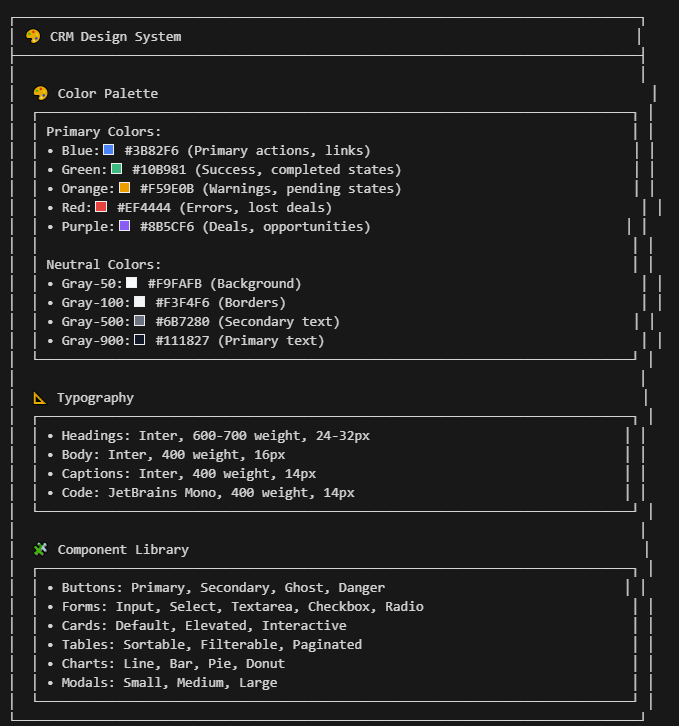 CRM Design System
Color Palette
Primary Colors:
• Blue: #3B82F6 (Primary actions, links)
• Green: #10B981 (Success, completed states)
• Orange: #F59E0B (Warnings, pending states)
• Red: #EF4444 (Errors, lost deals)
• Purple: #8B5CF6 (Deals, opportunities)
Neutral Colors:
• Gray-50: #F9FAFB (Background)
• Gray-100: #F3F4F6 (Borders)
• Gray-500: #6B7280 (Secondary text)
• Gray-900: #111827 (Primary text)
Typography
• Headings: Inter, 600-700 weight, 24-32px
• Body: Inter, 400 weight, 16px
• Captions: Inter, 400 weight, 14px
• Code: JetBrains Mono, 400 weight, 14px
Component Library
• Buttons: Primary, Secondary, Ghost, Danger
• Forms: Input, Select, Textarea, Checkbox, Radio
• Cards: Default, Elevated, Interactive
• Tables: Sortable, Filterable, Paginated
• Charts: Line, Bar, Pie, Donut
• Modals: Small, Medium, Large